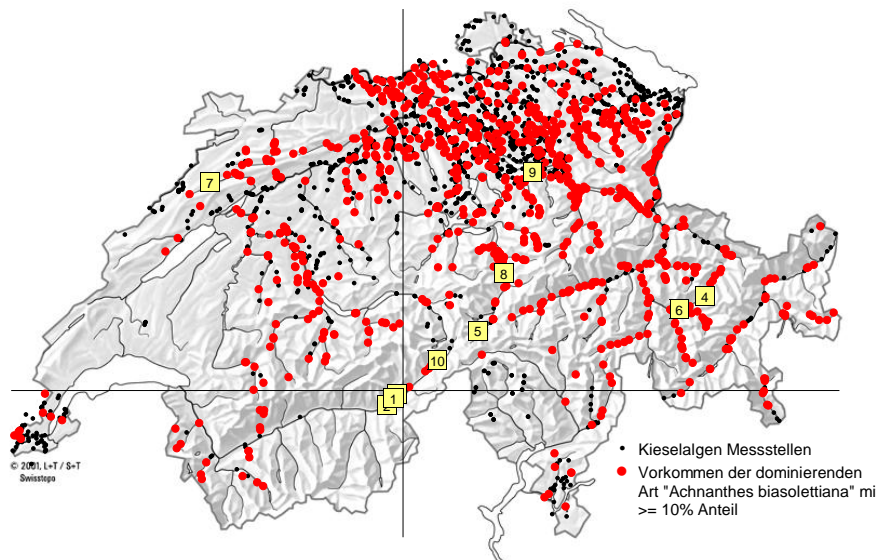 7
9
8
4
6
5
10
1
2
© 2001, L+T / S+T
Swisstopo
Kieselalgen Messstellen
Vorkommen der dominierenden
Art "Achnanthes biasolettiana" mi
>= 10% Anteil